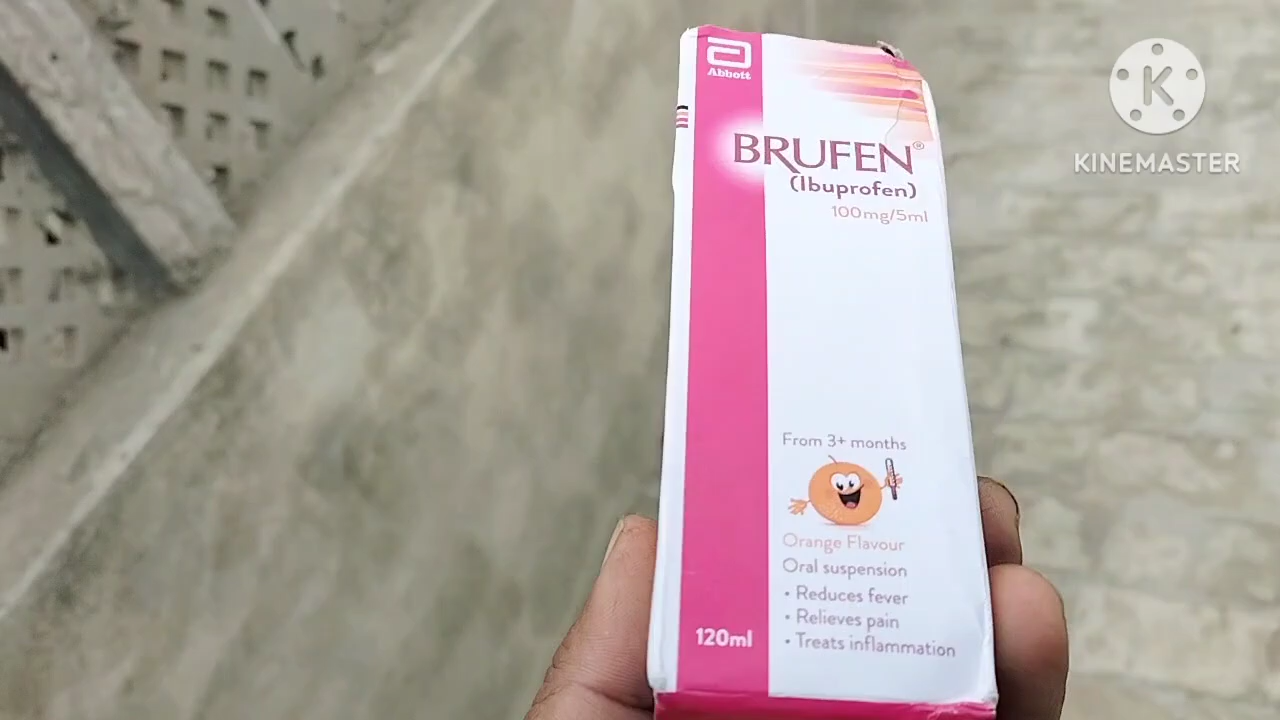 Abbott
BRUFEN®
(Ibuprofen)
100mg/5ml
From 3+ months
Orange Flavour
Oral suspension
• Reduces fever
• Relieves pain
• Treats inflammation
120ml
K
KINEMASTER